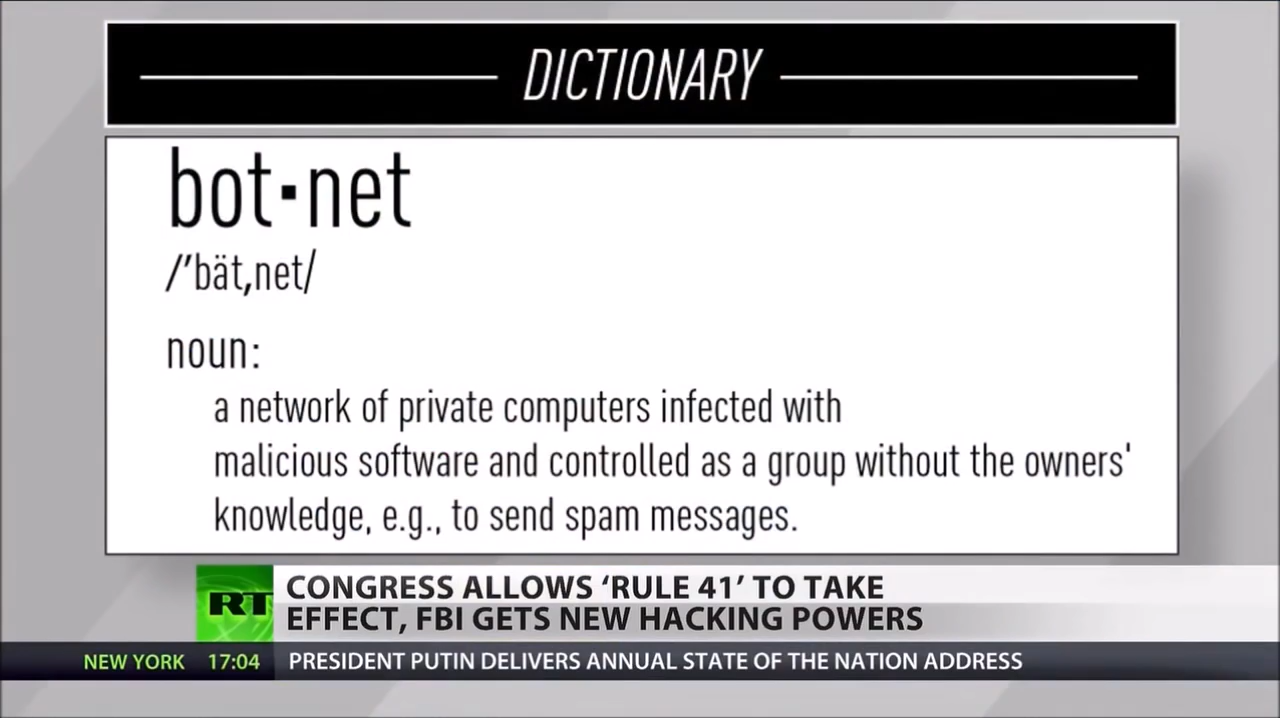 DICTIONARY
bot·net
/'bät,net/
noun:
a network of private computers infected with
malicious software and controlled as a group without the owners'
knowledge, e.g., to send spam messages.
RT
CONGRESS ALLOWS ‘RULE 41’ TO TAKE
EFFECT, FBI GETS NEW HACKING POWERS
NEW YORK 17:04 PRESIDENT PUTIN DELIVERS ANNUAL STATE OF THE NATION ADDRESS